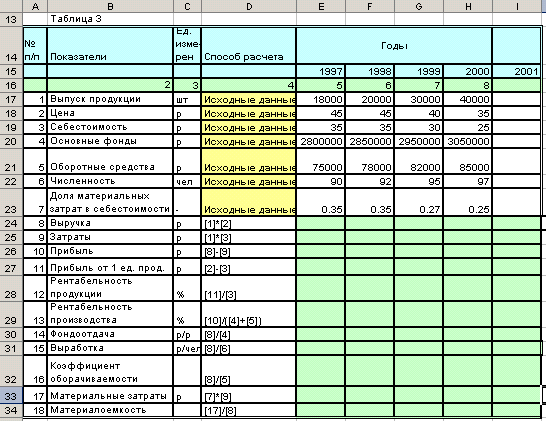 A B C D E F G H I
13 Таблица 3
Ед.
№ изме-
14 п/п Показатели рен Способ расчета Годы
15 1997 1998 1999 2000 2001
16 2 3 4 5 6 7 8
17 1 Выпуск продукции шт Исходные данные 18000 20000 30000 40000
18 2 Цена р Исходные данные 45 45 40 35
19 3 Себестоимость р Исходные данные 35 35 30 25
20 4 Основные фонды р Исходные данные 2800000 2850000 2950000 3050000
21 5 Оборотные средства р Исходные данные 75000 78000 82000 85000
22 6 Численность чел Исходные данные 90 92 95 97
Доля материальных
23 7 затрат в себестоимости - Исходные данные 0.35 0.35 0.27 0.25
24 8 Выручка р [1]*[2]
25 9 Затраты р [1]*[3]
26 10 Прибыль р [8]-[9]
27 11 Прибыль от 1 ед. прод. р [2]-[3]
Рентабельность
28 12 продукции % [11]/[3]
Рентабельность
29 13 производства % [10]/([4]+[5])
30 14 Фондоотдача р/р [8]/[4]
31 15 Выработка р/чел [8]/[6]
Коэффициент
32 16 оборачиваемости [8]/[5]
33 17 Материальные затраты р [7]*[9]
34 18 Материалоемкость [17]/[8]